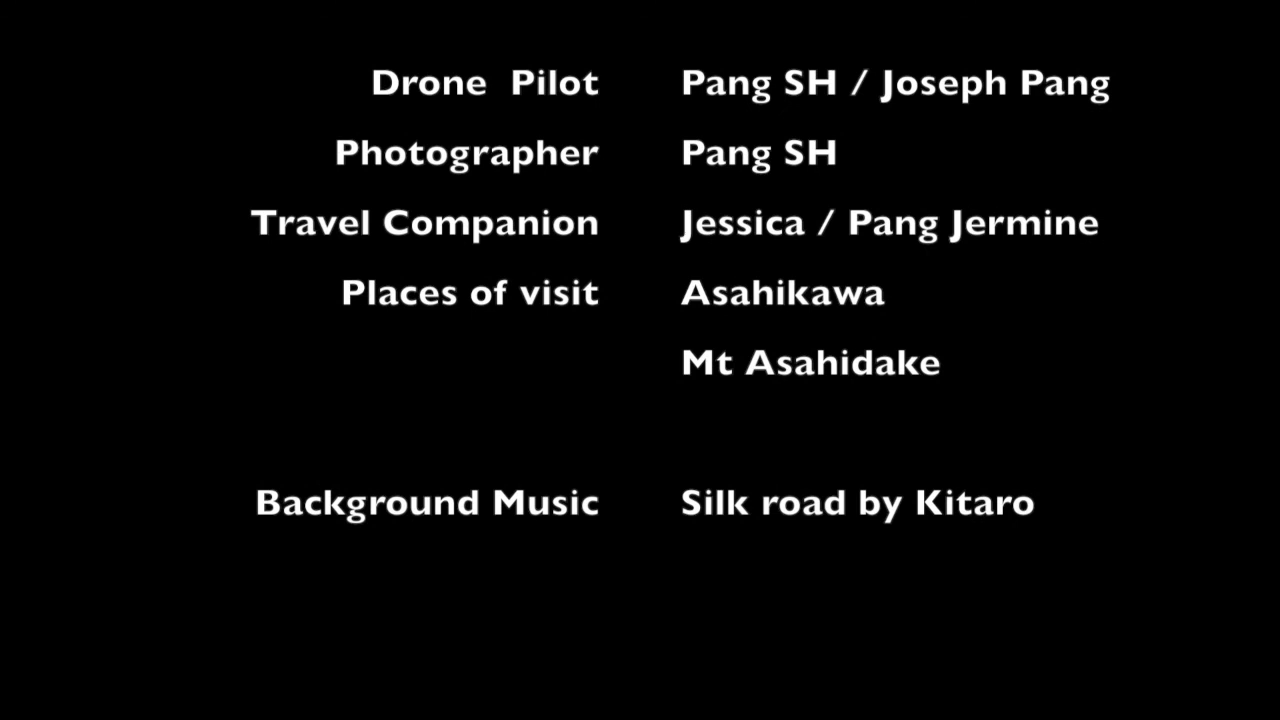 Drone  Pilot Pang SH / Joseph Pang
Photographer Pang SH
Travel Companion Jessica / Pang Jermine
Places of visit Asahikawa
Mt Asahidake
Background Music Silk road by Kitaro